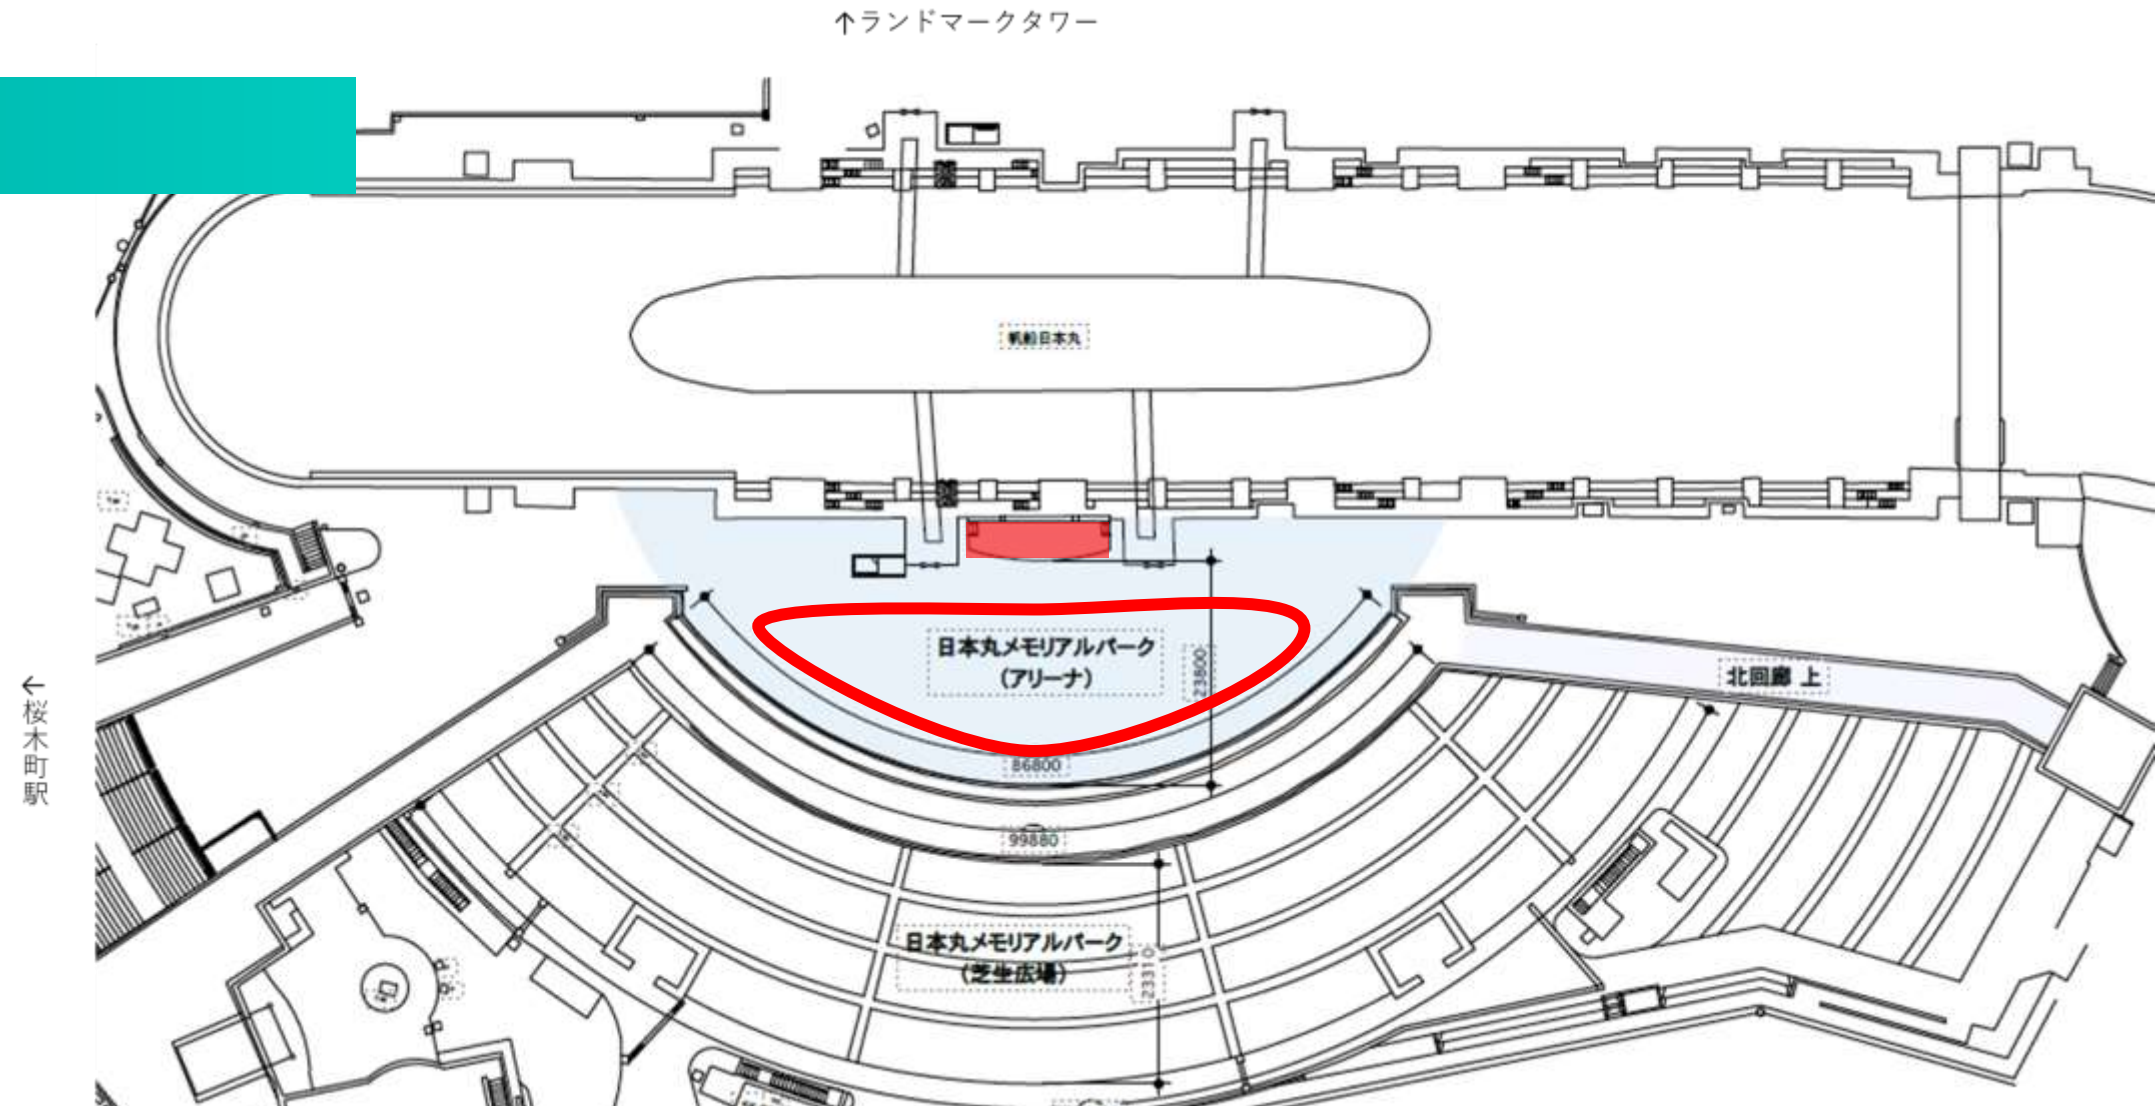 ↑ランドマークタワー
帆船日本丸
日本丸メモリアルパーク
(アリーナ)
23800
北回廊 上
←桜木町駅
86800
99880
日本丸メモリアルパーク
(芝生広場)
23310